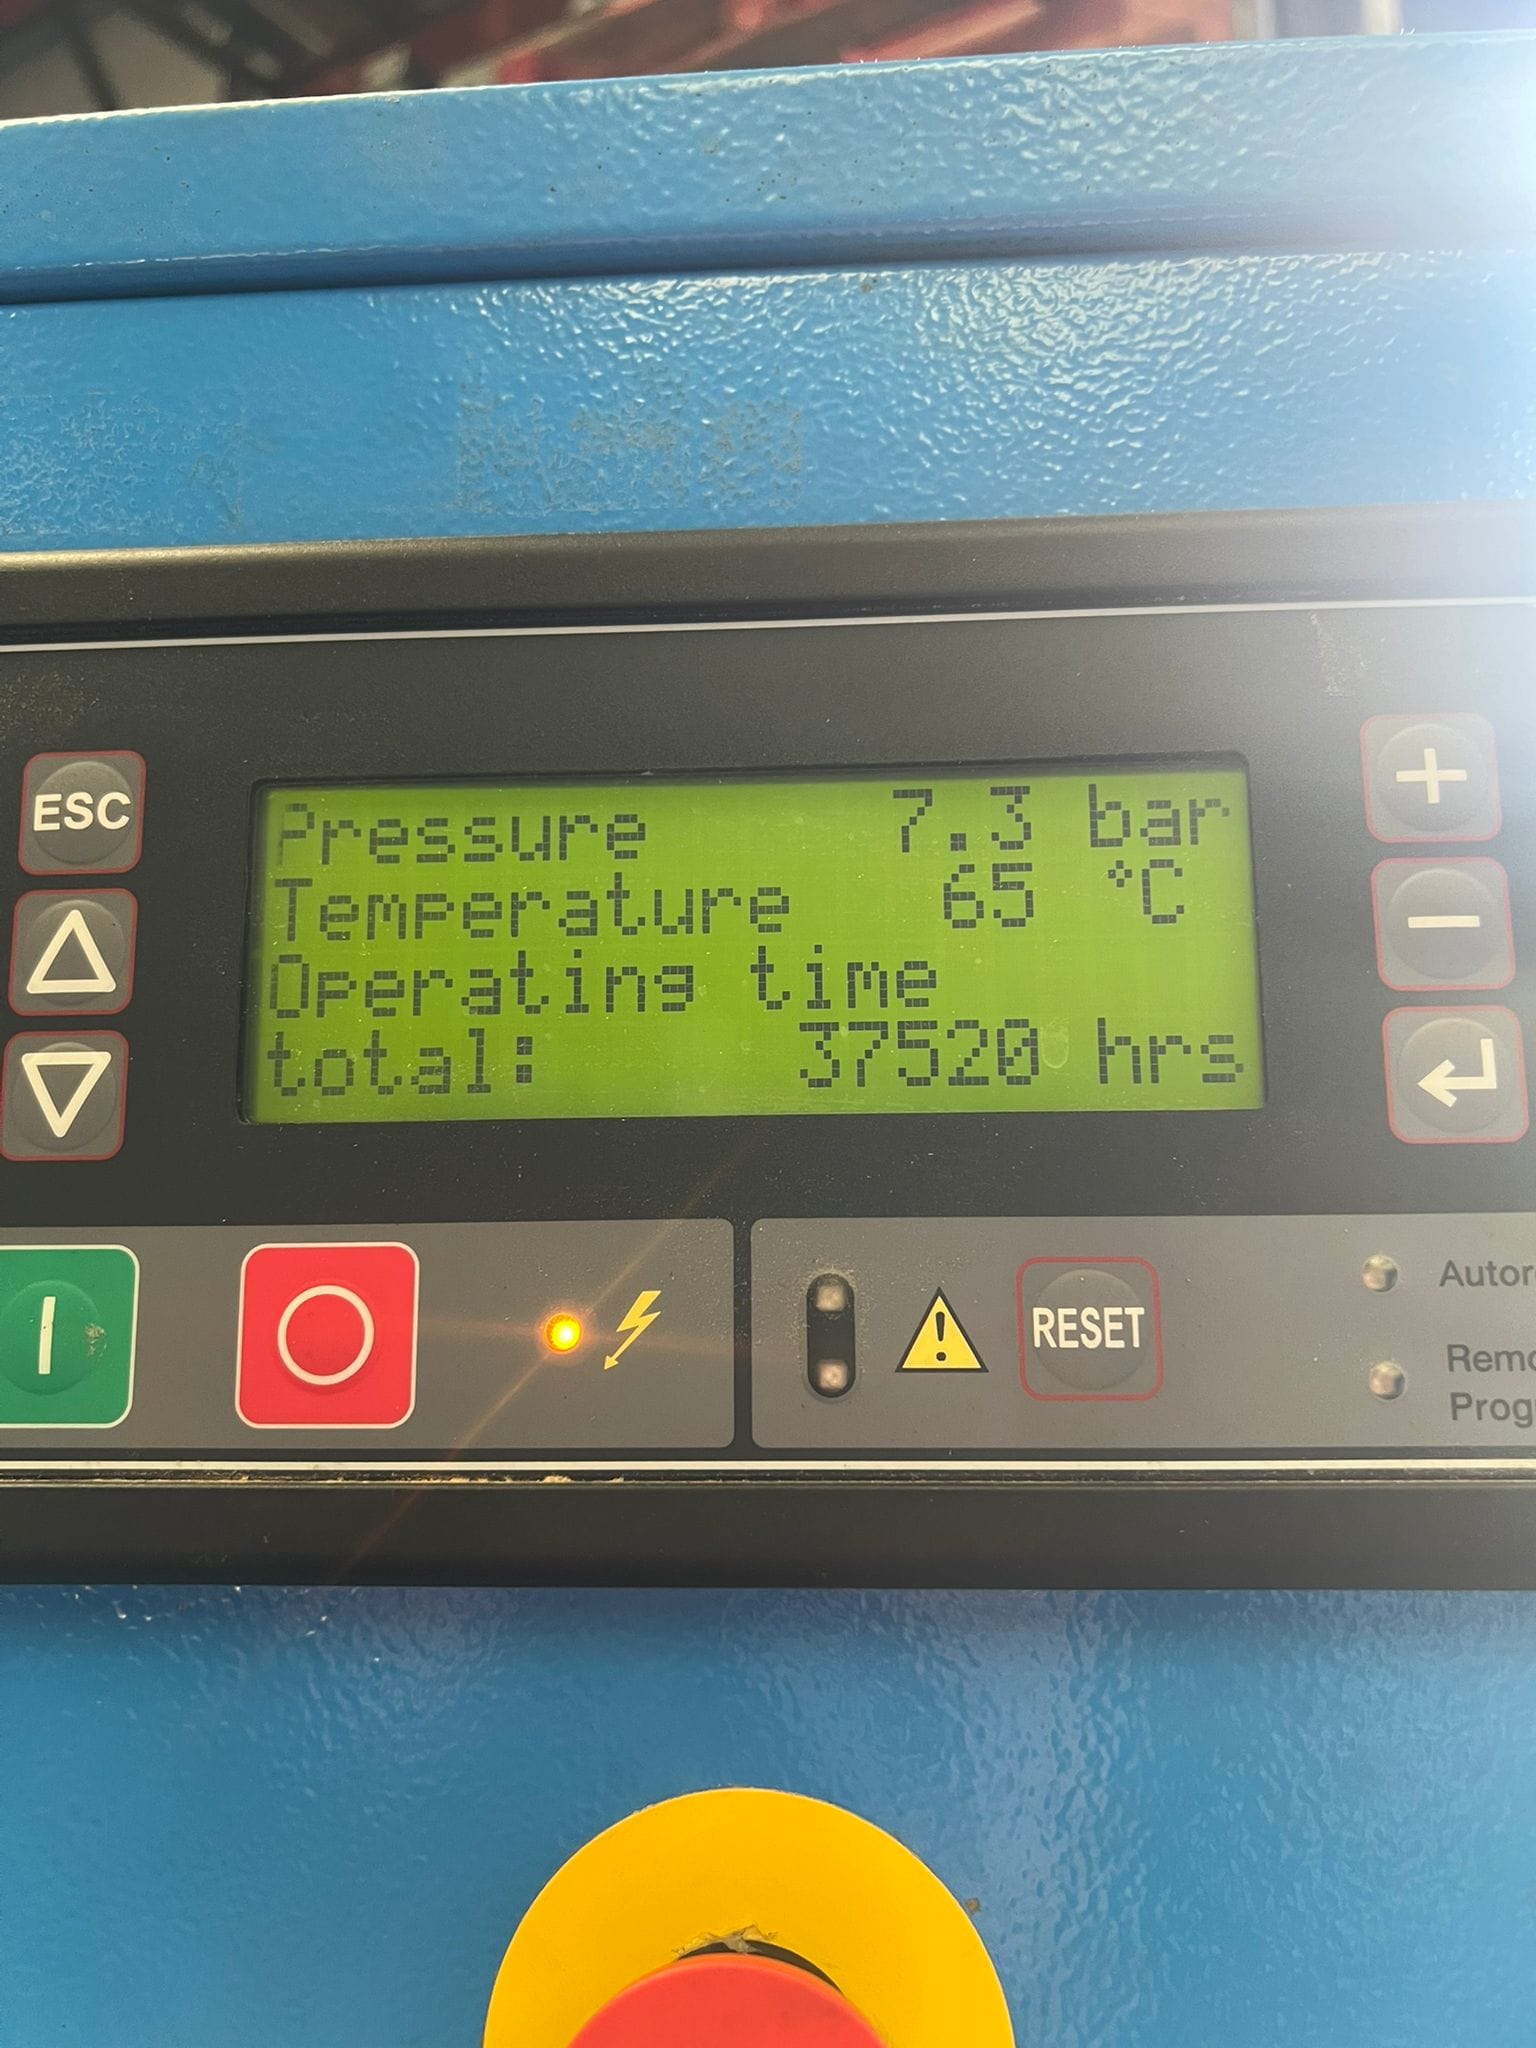 ESC
Pressure 7.3 bar
Temperature 65 °C
Operating time
total: 37520 hrs
RESET